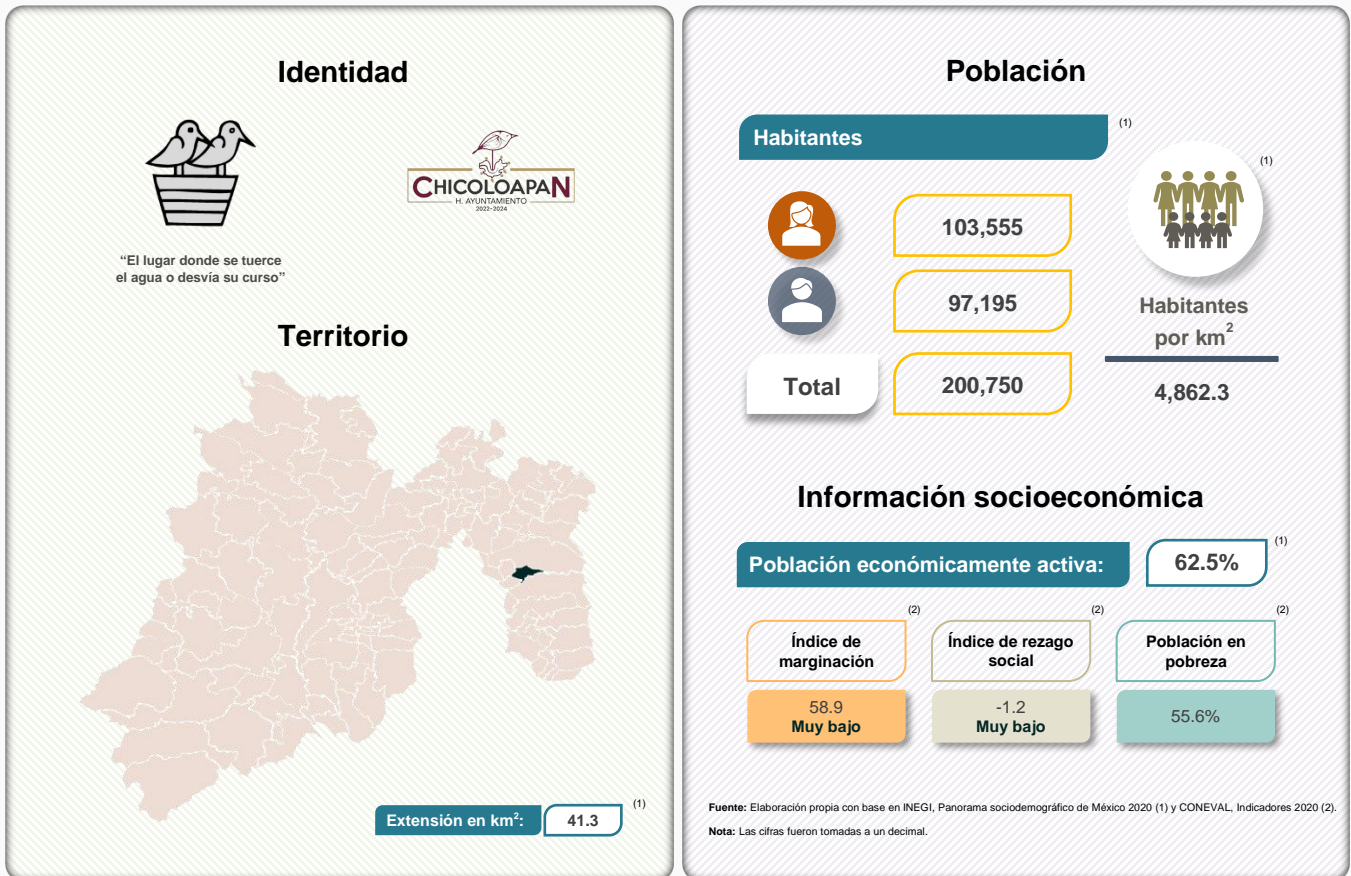 Identidad
CHICOLOAPAN
H. AYUNTAMIENTO
2022-2024
“El lugar donde se tuerce
el agua o desvía su curso”
Territorio
Extensión en km²:
41.3
(1)
Población
Habitantes
(1)
(1)
103,555
97,195
Total
200,750
Habitantes
por km²
4,862.3
Información socioeconómica
Población económicamente activa:
62.5%
(1)
(2)
Índice de
marginación
58.9
Muy bajo
(2)
Índice de rezago
social
-1.2
Muy bajo
(2)
Población en
pobreza
55.6%
Fuente: Elaboración propia con base en INEGI, Panorama sociodemográfico de México 2020 (1) y CONEVAL, Indicadores 2020 (2).
Nota: Las cifras fueron tomadas a un decimal.